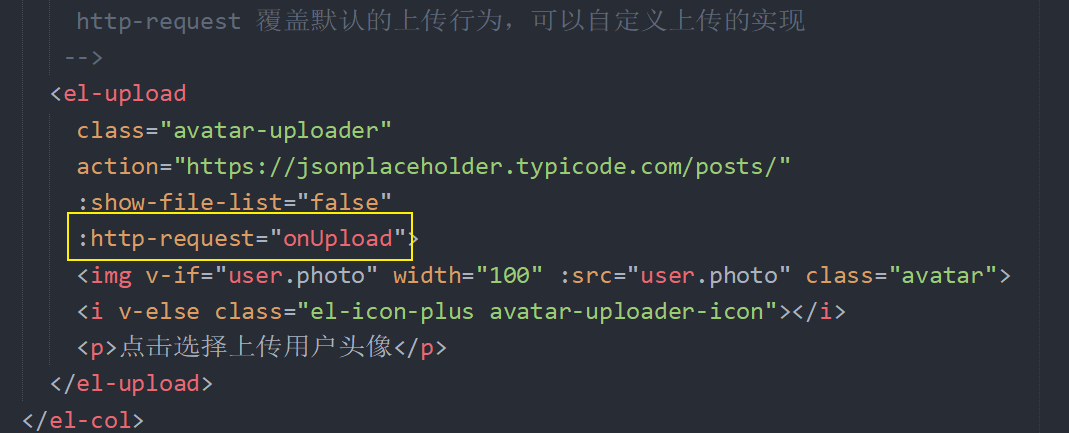 http-request 覆盖默认的上传行为，可以自定义上传的实现
-->
<el-upload
class="avatar-uploader"
action="https://jsonplaceholder.typicode.com/posts/"
:show-file-list="false"
:http-request="onUpload">
<img v-if="user.photo" width="100" :src="user.photo" class="avatar">
<i v-else class="el-icon-plus avatar-uploader-icon"></i>
<p>点击选择上传用户头像</p>
</el-upload>
</el-col>